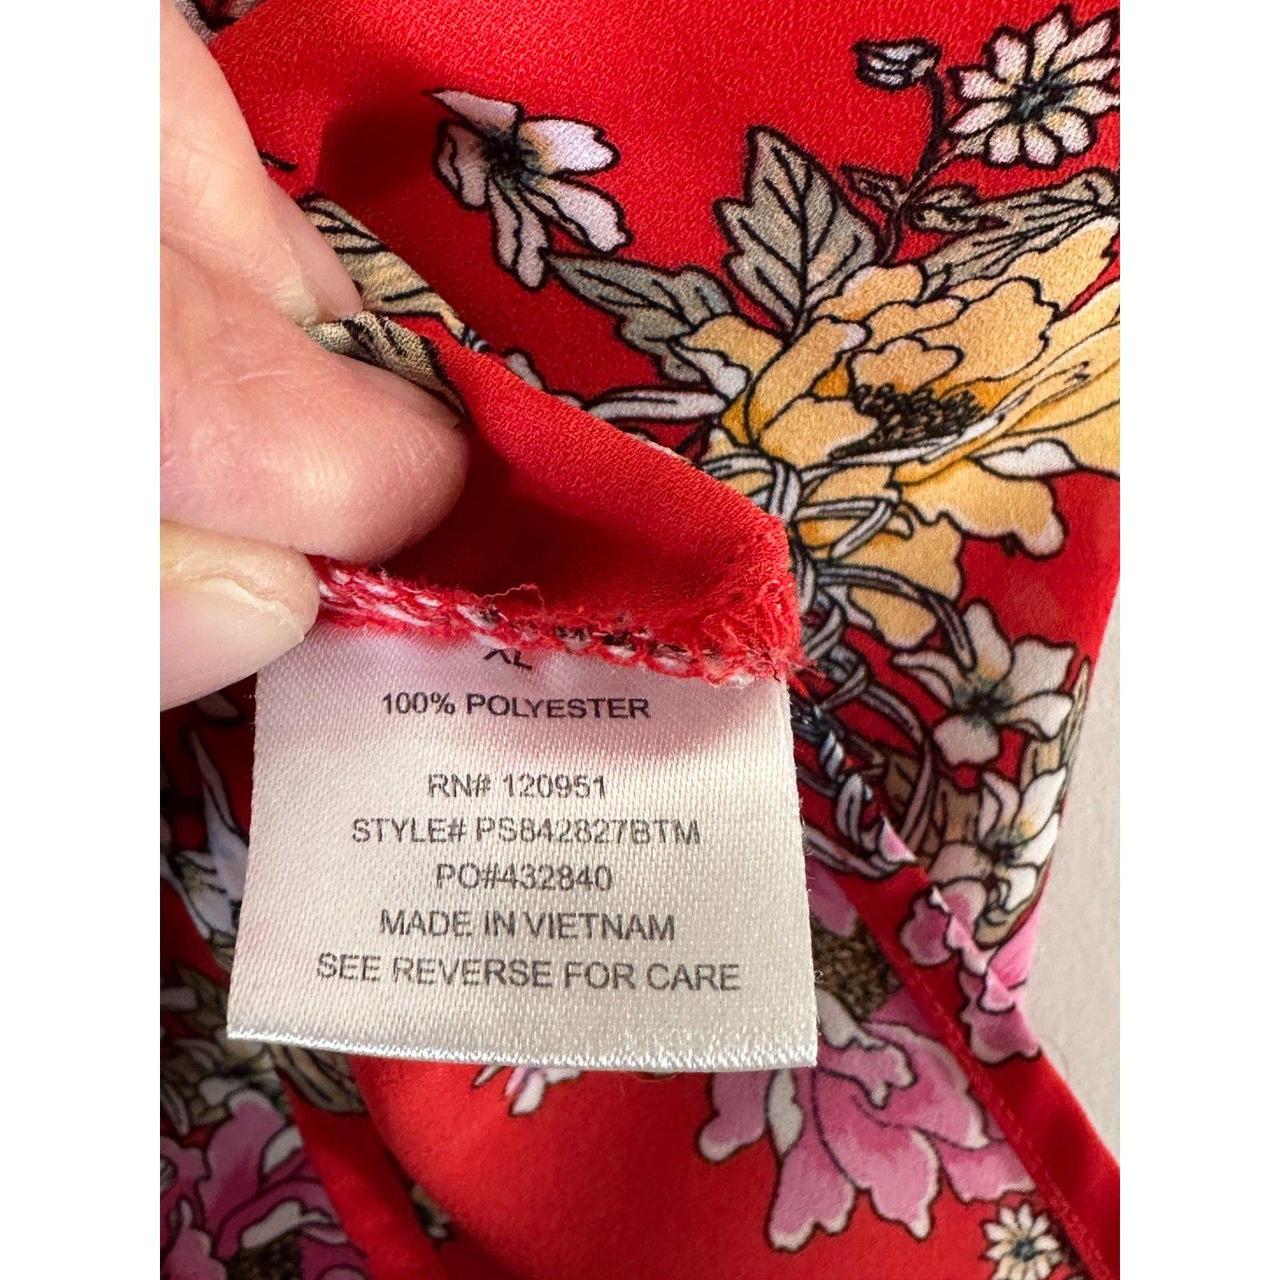 XL
100% POLYESTER
RN# 120951
STYLE# PS842827BTM
PO#432840
MADE IN VIETNAM
SEE REVERSE FOR CARE